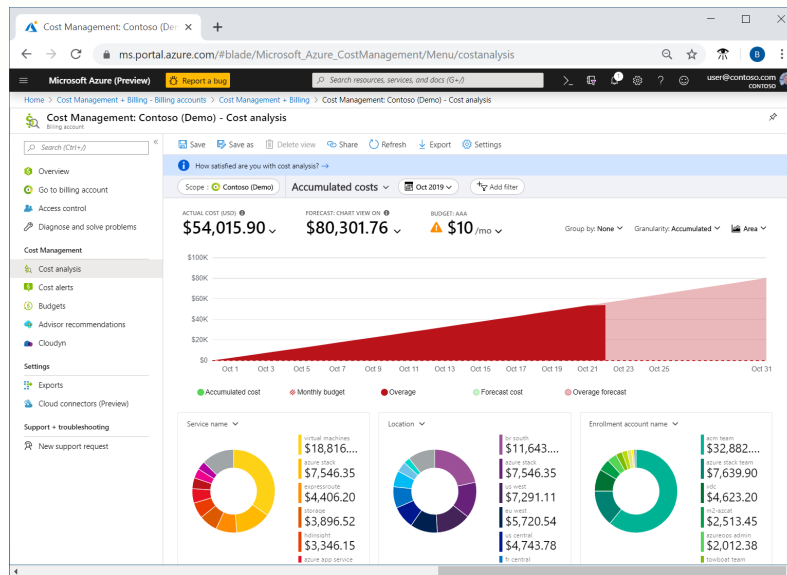 Cost Management: Contoso (Der
ms.portal.azure.com/#blade/Microsoft_Azure_CostManagement/Menu/costanalysis
B
Microsoft Azure (Preview)
Report a bug
Search resources, services, and docs (G+/)
1
user@contoso.com
CONTOSO
Home > Cost Management + Billing - Billing accounts > Cost Management + Billing > Cost Management: Contoso (Demo) - Cost analysis
Cost Management: Contoso (Demo) - Cost analysis
Billing account
Search (Ctrl+/)
Overview
Go to billing account
Access control
Diagnose and solve problems
Cost Management
Cost analysis
Cost alerts
Budgets
Advisor recommendations
Cloudyn
Settings
Exports
Cloud connectors (Preview)
Support + troubleshooting
New support request
Save
Save as
Delete view
Share
Refresh
Export
Settings
How satisfied are you with cost analysis? →
Scope : Contoso (Demo)
Accumulated costs
Oct 2019
Add filter
ACTUAL COST (USD)
$54,015.90
FORECAST: CHART VIEW ON
$80,301.76
BUDGET: AAA
$10 /mo
Group by: None
Granularity: Accumulated
Area
$100K
$80K
$60K
$40K
$20K
$0
Oct 1 Oct 3 Oct 5 Oct 7 Oct 9 Oct 11 Oct 13 Oct 15 Oct 17 Oct 19 Oct 21 Oct 23 Oct 25 Oct 31
Accumulated cost
Monthly budget
Overage
Forecast cost
Overage forecast
Service name
virtual machines
$18,816....
azure stack
$7,546.35
expressroute
$4,406.20
storage
$3,896.52
hdinsight
$3,346.15
azure app service
Location
br south
$11,643....
azure stack
$7,546.35
us west
$7,291.11
eu west
$5,720.54
us central
$4,743.78
fr central
Enrollment account name
acm team
$32,882....
azure stack team
$7,639.90
vdc
$4,623.20
m2-azcat
$2,513.45
azureops admin
$2,012.38
towboat team